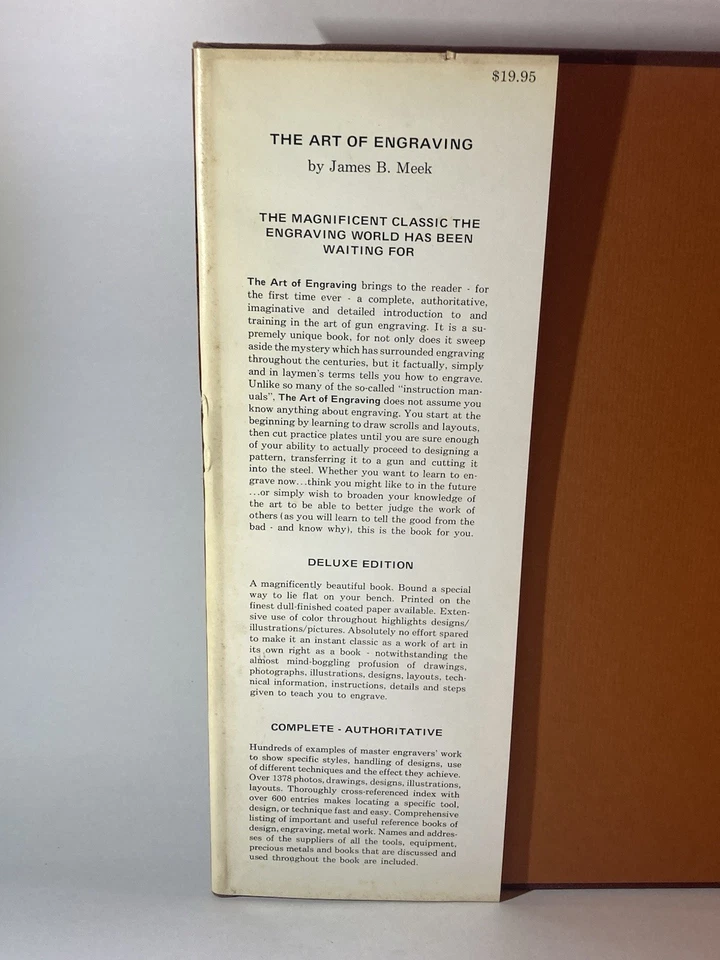 $19.95
THE ART OF ENGRAVING
by James B. Meek
THE MAGNIFICENT CLASSIC THE
ENGRAVING WORLD HAS BEEN
WAITING FOR
The Art of Engraving brings to the reader - for
the first time ever - a complete, authoritative,
imaginative and detailed introduction to and
training in the art of gun engraving. It is a su-
premely unique book, for not only does it sweep
aside the mystery which has surrounded engraving
throughout the centuries, but it factually, simply
and in laymen's terms tells you how to engrave.
Unlike so many of the so-called "instruction man-
uals", The Art of Engraving does not assume you
know anything about engraving. You start at the
beginning by learning to draw scrolls and layouts,
then cut practice plates until you are sure enough
of your ability to actually proceed to designing a
pattern, transferring it to a gun and cutting it
into the steel. Whether you want to learn to en-
grave now...think you might like to in the future
...or simply wish to broaden your knowledge of
the art to be able to better judge the work of
others (as you will learn to tell the good from the
bad - and know why), this is the book for you.
DELUXE EDITION
A magnificently beautiful book. Bound a special
way to lie flat on your bench. Printed on the
finest dull-finished coated paper available. Exten-
sive use of color throughout highlights designs/
illustrations/pictures. Absolutely no effort spared
to make it an instant classic as a work of art in
its own right as a book - notwithstanding the
almost mind-boggling profusion of drawings,
photographs, illustrations, designs, layouts, tech-
nical information, instructions, details and steps
given to teach you to engrave.
COMPLETE - AUTHORITATIVE
Hundreds of examples of master engravers' work
to show specific styles, handling of designs, use
of different techniques and the effect they achieve.
Over 1378 photos, drawings, designs, illustrations,
layouts. Thoroughly cross-referenced index with
over 600 entries makes locating a specific tool,
design, or technique fast and easy. Comprehensive
listing of important and useful reference books of
design, engraving, metal work. Names and addres-
ses of the suppliers of all the tools, equipment,
precious metals and books that are discussed and
used throughout the book are included.